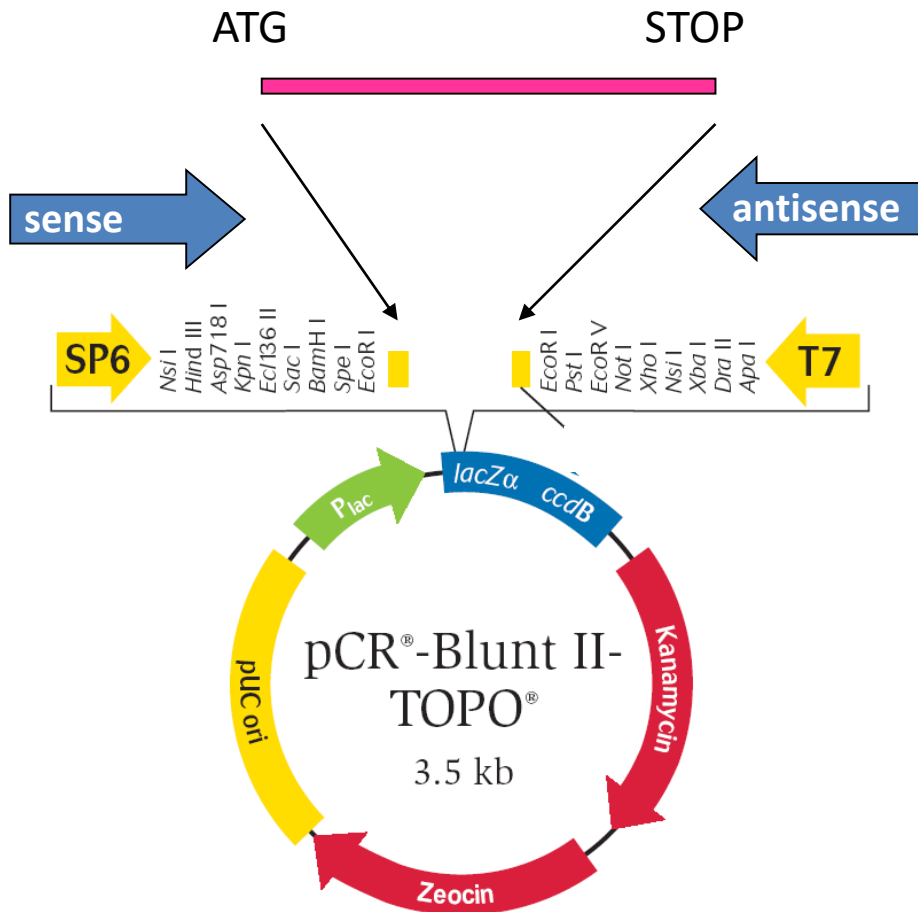 ATG STOP
sense antisense
SP6
Nsi I
Hind III
Asp718 I
Kpn I
Ecl136 II
Sac I
BamH I
Spe I
EcoR I
EcoR I
Pst I
EcoR V
Not I
Xho I
Nsi I
Xba I
Dra II
Apa I
T7
Plac
lacZα ccdB
Kanamycin
Zeocin
pUC ori
pCR®-Blunt II-
TOPO®
3.5 kb